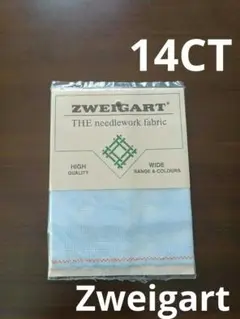 14CT
ZWEIGART®
THE needlework fabric
HIGH
QUALITY
WIDE
RANGE & COLOURS
Zweigart